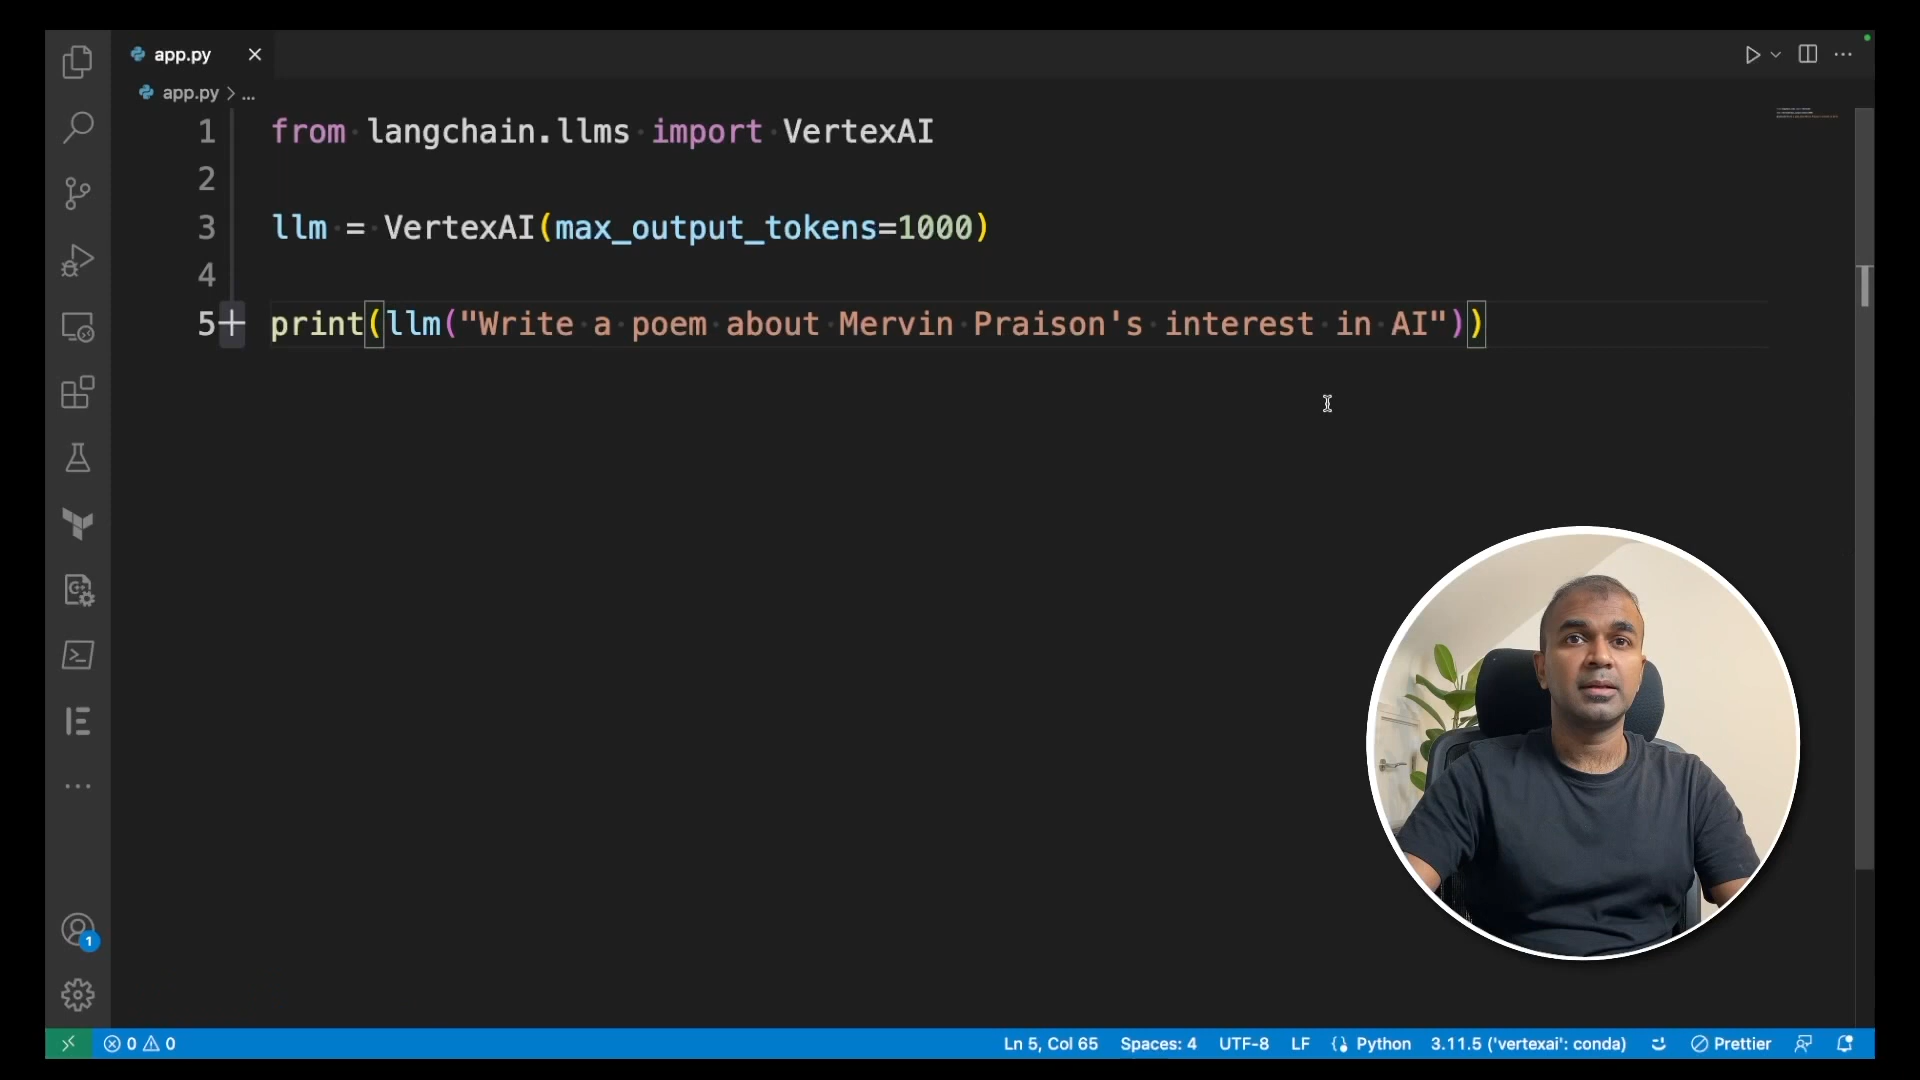 app.py
app.py > ...
1 from langchain.llms import VertexAI
2
3 llm = VertexAI(max_output_tokens=1000)
4
5 print(llm("Write a poem about Mervin Praison's interest in AI"))
1
0 0 Ln 5, Col 65 Spaces: 4 UTF-8 LF Python 3.11.5 ('vertexai': conda) Prettier